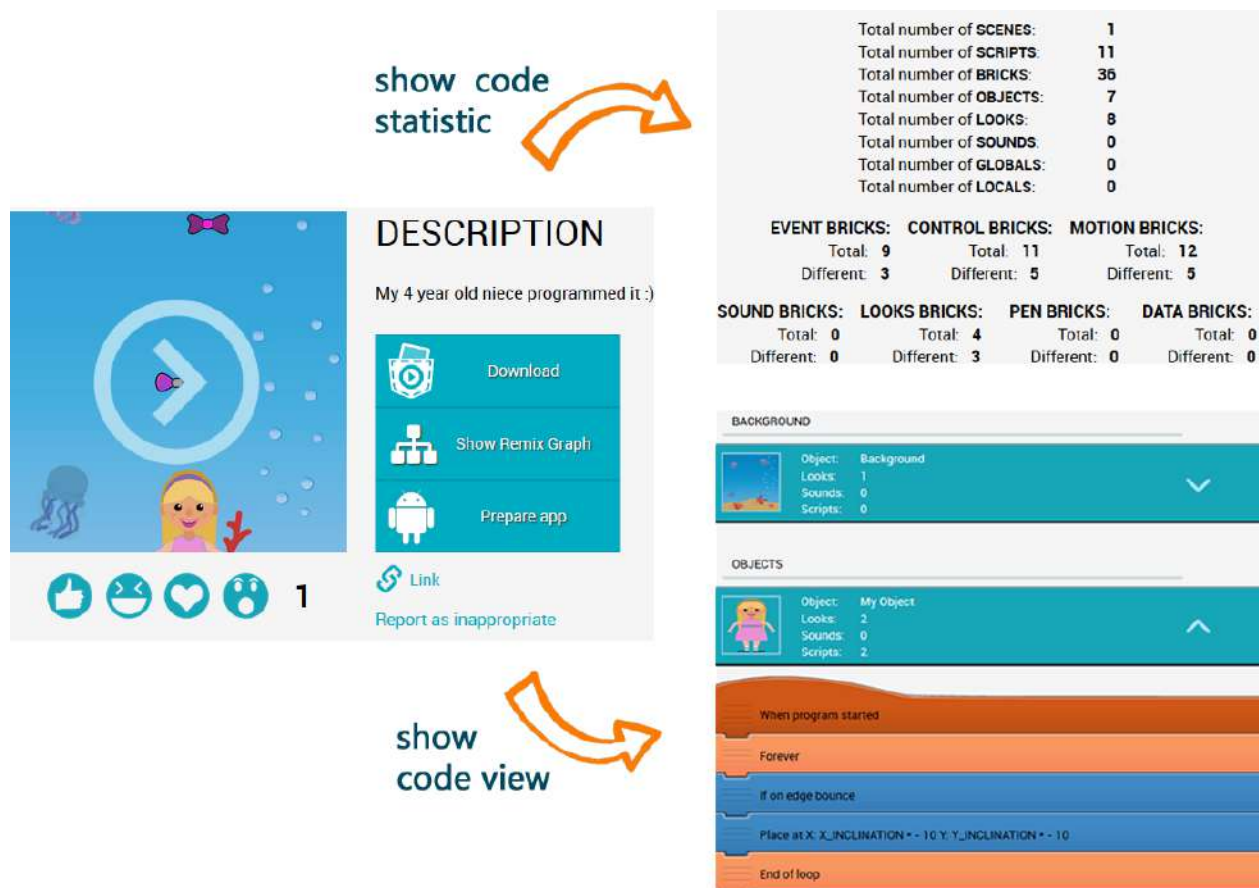 show code
statistic
Total number of SCENES: 1
Total number of SCRIPTS: 11
Total number of BRICKS: 36
Total number of OBJECTS: 7
Total number of LOOKS: 8
Total number of SOUNDS: 0
Total number of GLOBALS: 0
Total number of LOCALS: 0
EVENT BRICKS: CONTROL BRICKS: MOTION BRICKS:
Total: 9 Total: 11 Total: 12
Different: 3 Different: 5 Different: 5
SOUND BRICKS: LOOKS BRICKS: PEN BRICKS: DATA BRICKS:
Total: 0 Total: 4 Total: 0 Total: 0
Different: 0 Different: 3 Different: 0 Different: 0
DESCRIPTION
My 4 year old niece programmed it :)
Download
Show Remix Graph
Prepare app
Link
Report as inappropriate
1
show
code view
BACKGROUND
Object: Background
Looks: 1
Sounds: 0
Scripts: 0
OBJECTS
Object: My Object
Looks: 2
Sounds: 0
Scripts: 2
When program started
Forever
If on edge bounce
Place at X: X_INCLINATION * - 10 Y: Y_INCLINATION * - 10
End of loop